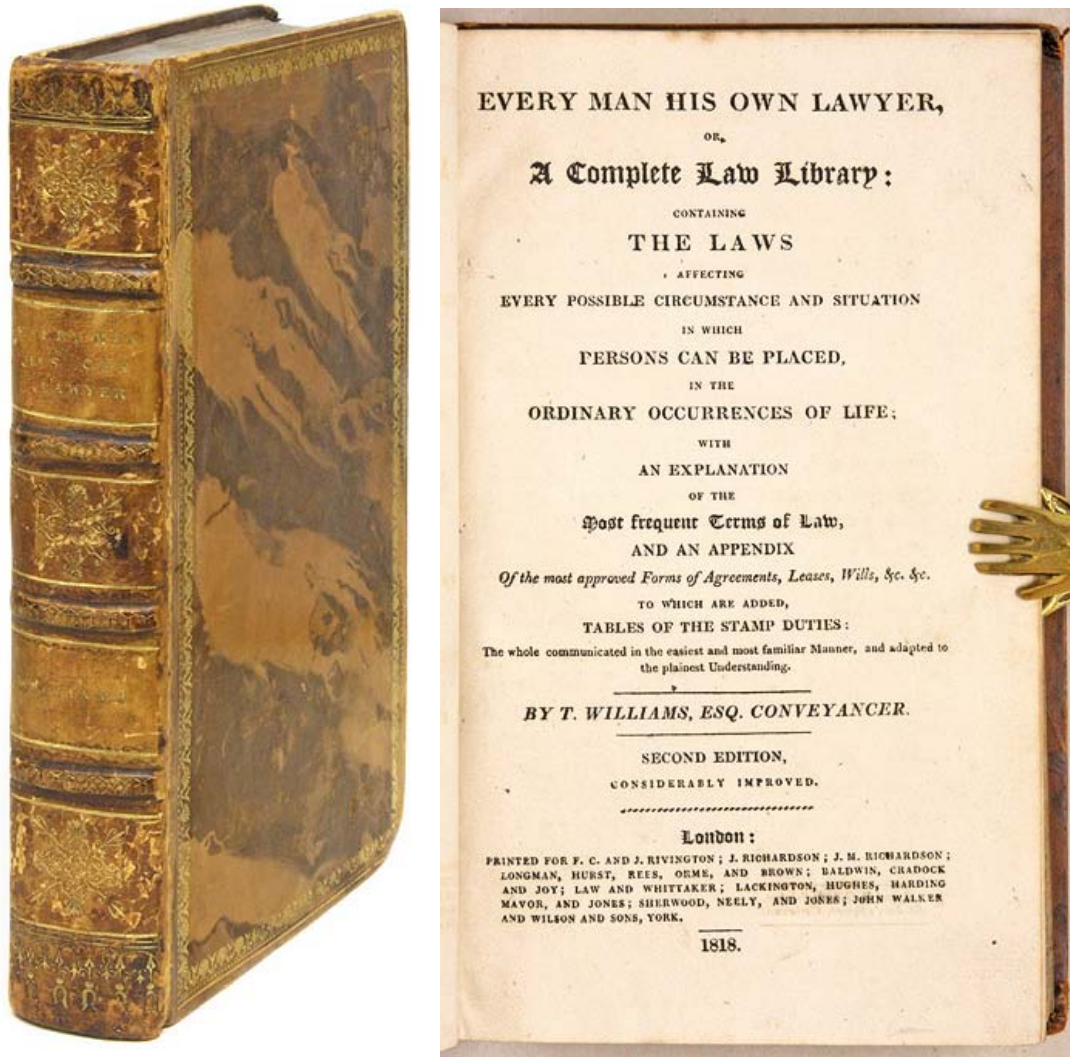 LAWYER
EVERY MAN HIS OWN LAWYER,
OR,
A Complete Law Library:
CONTAINING
THE LAWS
AFFECTING
EVERY POSSIBLE CIRCUMSTANCE AND SITUATION
IN WHICH
PERSONS CAN BE PLACED,
IN THE
ORDINARY OCCURRENCES OF LIFE;
WITH
AN EXPLANATION
OF THE
Most frequent Terms of Law,
AND AN APPENDIX
Of the most approved Forms of Agreements, Leases, Wills, &c. &c.
TO WHICH ARE ADDED,
TABLES OF THE STAMP DUTIES:
The whole communicated in the easiest and most familiar Manner, and adapted to
the plainest Understanding.
BY T. WILLIAMS, ESQ. CONVEYANCER.
SECOND EDITION,
CONSIDERABLY IMPROVED.
London:
PRINTED FOR F. C. AND J. RIVINGTON; J. RICHARDSON; J. M. RICHARDSON;
LONGMAN, HURST, REES, ORME, AND BROWN; BALDWIN, CRADOCK
AND JOY; LAW AND WHITTAKER; LACKINGTON, HUGHES, HARDING
MAVOR, AND JONES; SHERWOOD, NEELY, AND JONES; JOHN WALKER
AND WILSON AND SONS, YORK.
1818.